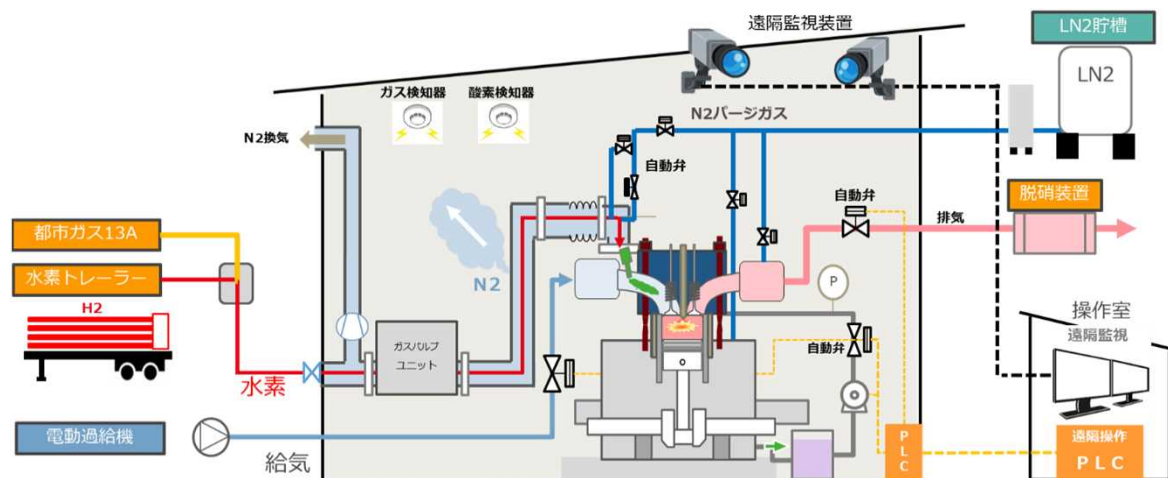 遠隔監視装置
LN2貯槽
LN2
ガス検知器
酸素検知器
N2パージガス
N2換気
自動弁
自動弁
脱硝装置
排気
都市ガス13A
水素トレーラー
H2
N2
P
操作室
遠隔監視
ガスバルブ
ユニット
自動弁
水素
電動過給機
給気
PLC
遠隔操作
PLC